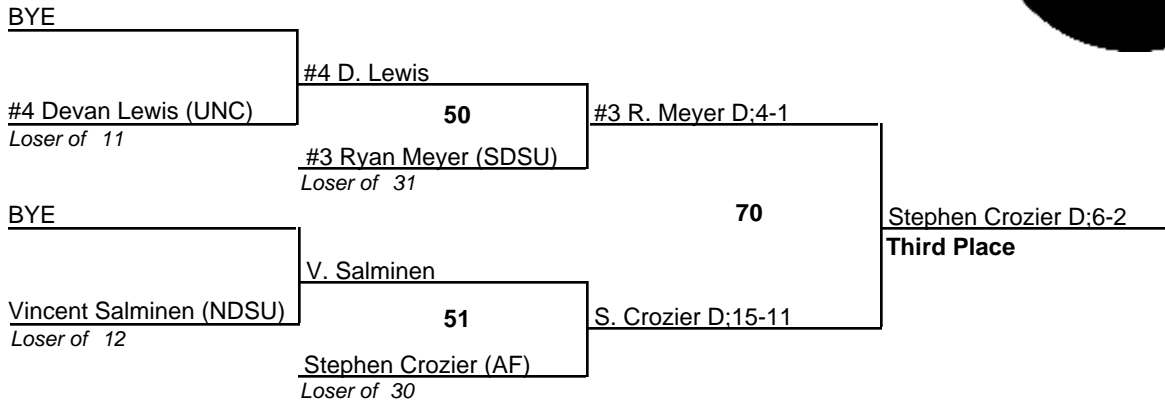 BYE
#4 D. Lewis
#4 Devan Lewis (UNC)
Loser of 11
50
#3 R. Meyer D;4-1
#3 Ryan Meyer (SDSU)
Loser of 31
BYE
70
Stephen Crozier D;6-2
Third Place
V. Salminen
Vincent Salminen (NDSU)
Loser of 12
51
S. Crozier D;15-11
Stephen Crozier (AF)
Loser of 30